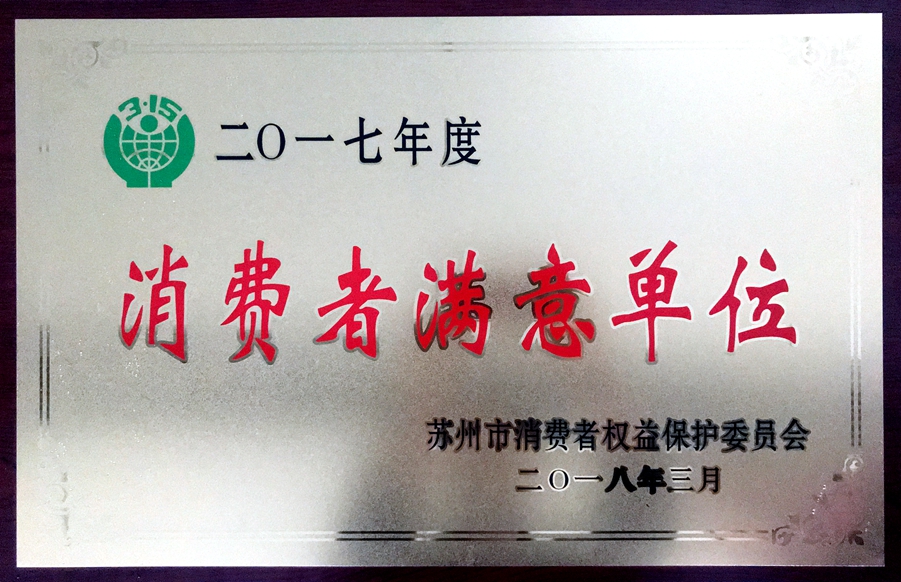 3·15
二〇一七年度
消费者满意单位
苏州市消费者权益保护委员会
二〇一八年三月